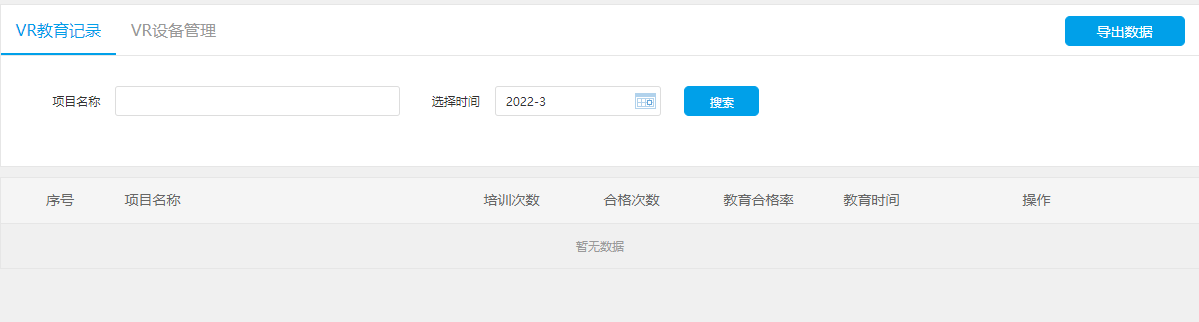 VR教育记录 VR设备管理 导出数据
项目名称 选择时间 2022-3 搜索
序号 项目名称 培训次数 合格次数 教育合格率 教育时间 操作
暂无数据